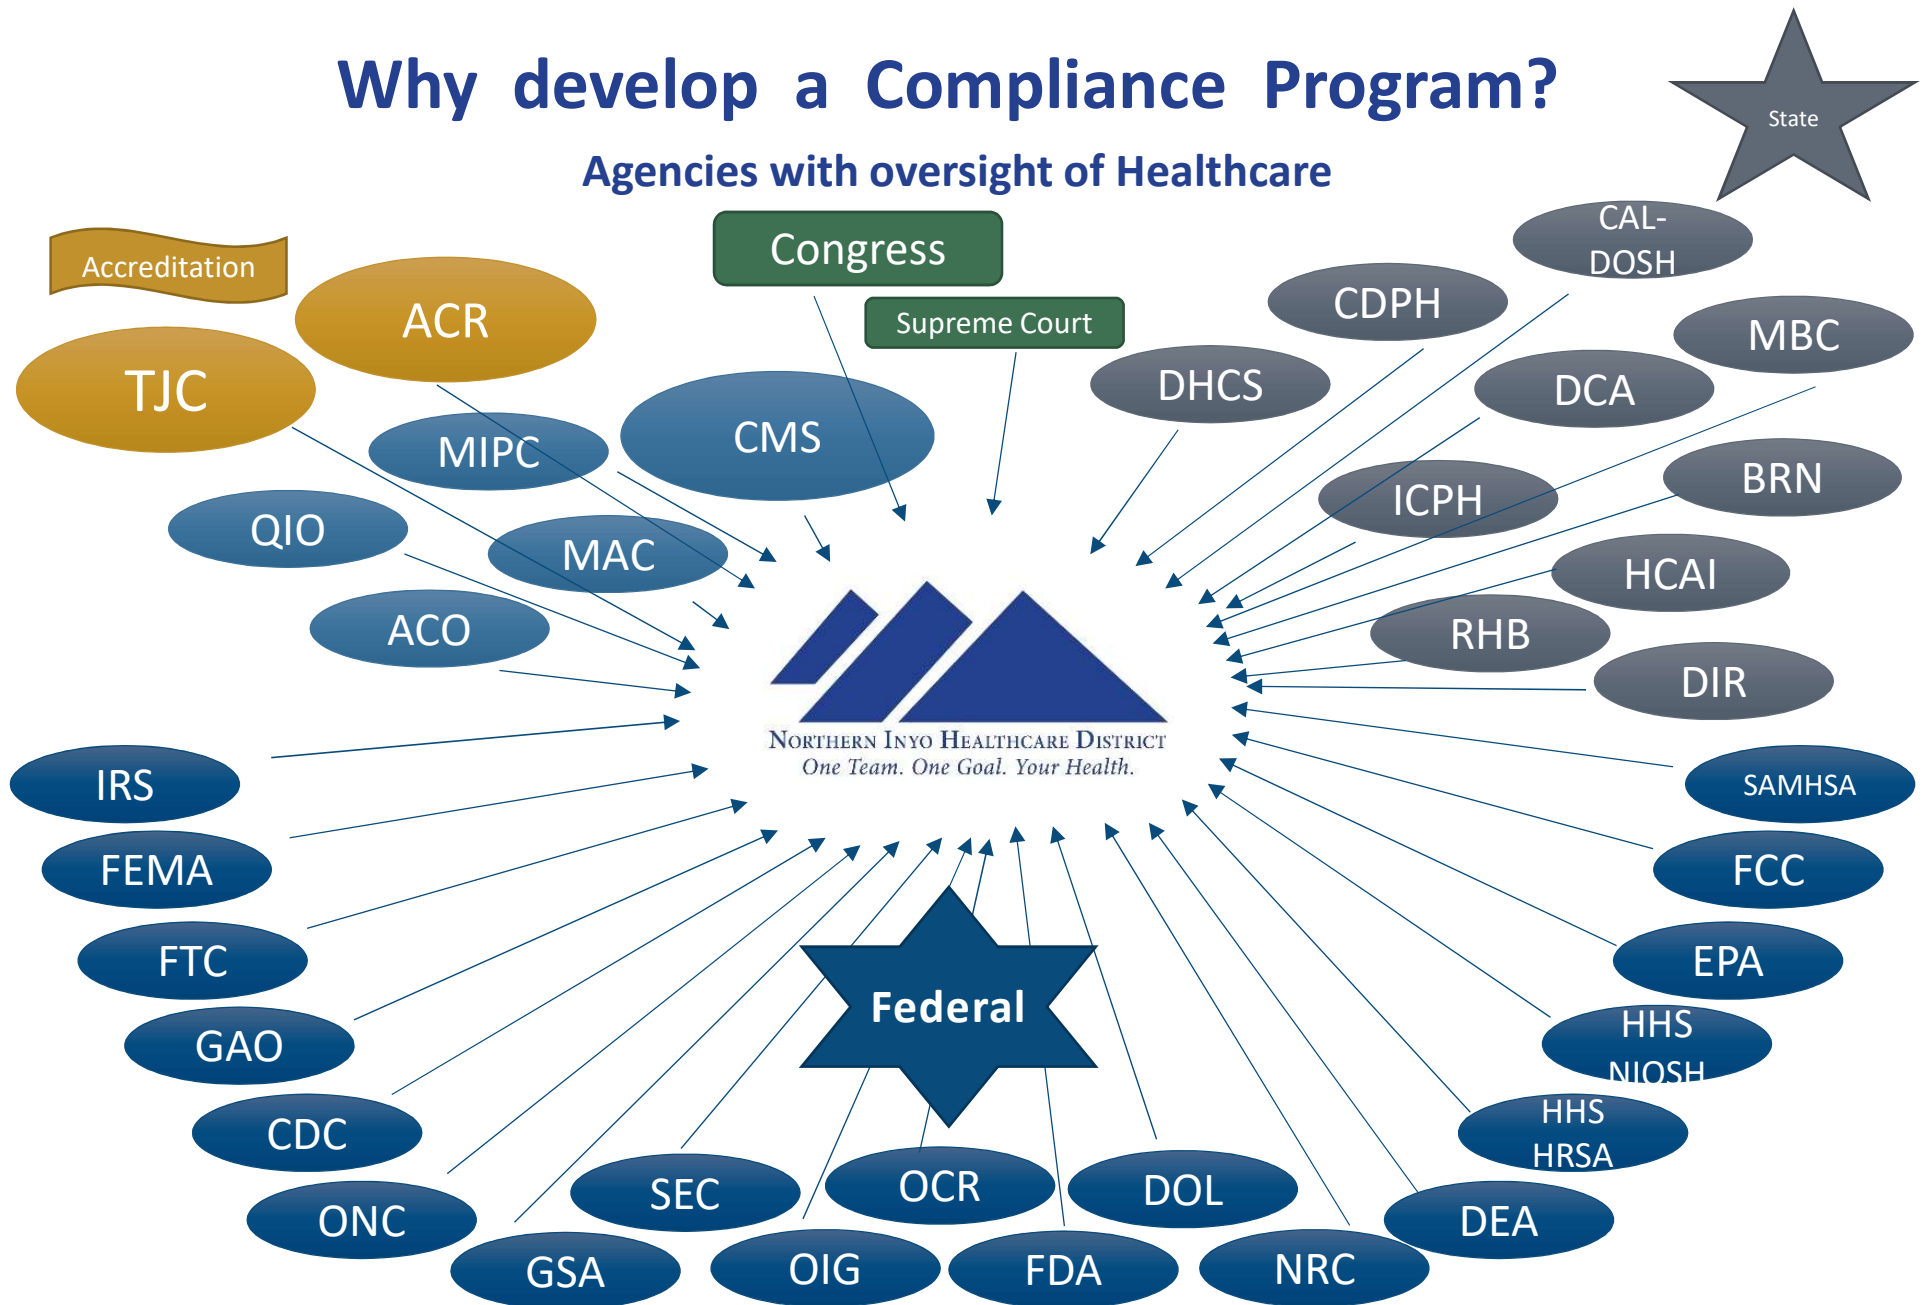 Why develop a Compliance Program?
Agencies with oversight of Healthcare
State
Accreditation
Congress
Supreme Court
CAL-
DOSH
CDPH
MBC
ACR
TJC
DHCS
DCA
MIPC
CMS
ICPH
BRN
QIO
MAC
HCAI
ACO
RHB
DIR
NORTHERN INYO HEALTHCARE DISTRICT
One Team. One Goal. Your Health.
IRS
SAMHSA
FEMA
FCC
FTC
EPA
Federal
GAO
HHS
NIOSH
CDC
HHS
HRSA
ONC
SEC
OCR
DOL
DEA
GSA
OIG
FDA
NRC